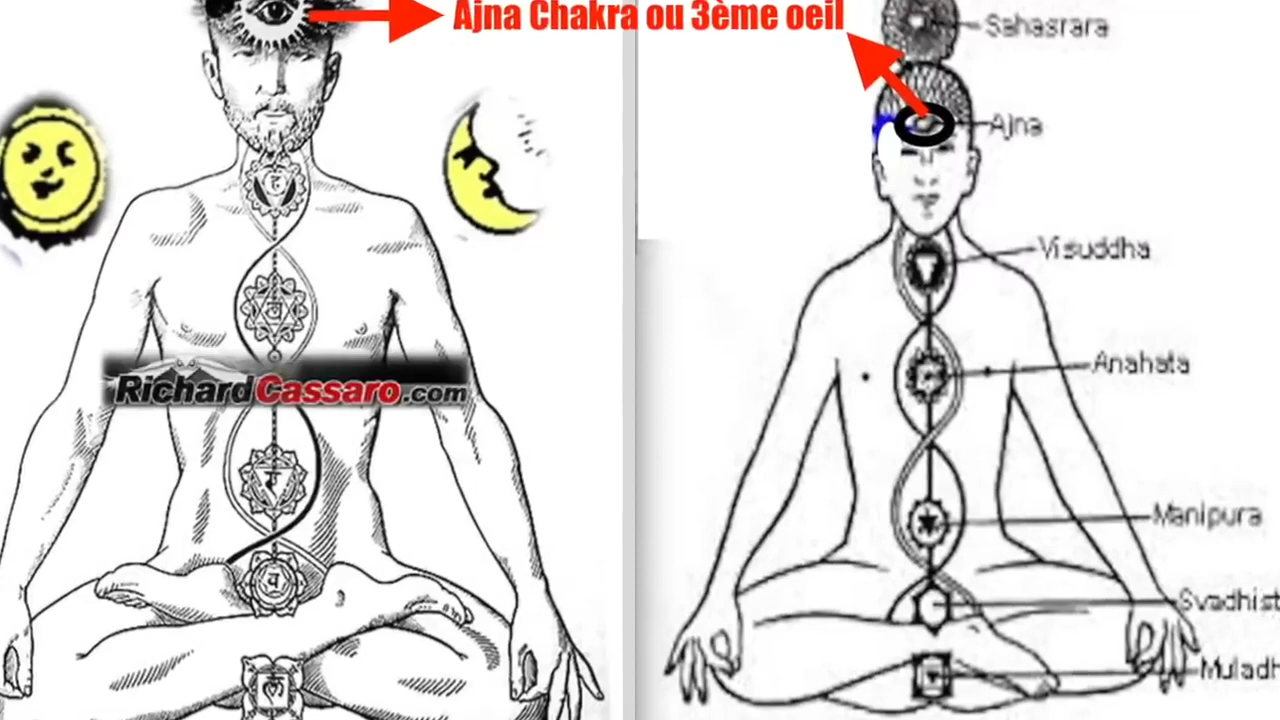 Ajna Chakra ou 3ème oeil
Sahasrara
Ajna
Visuddha
RichardCassaro.com
Anahata
Manipura
Svadhist
Muladh